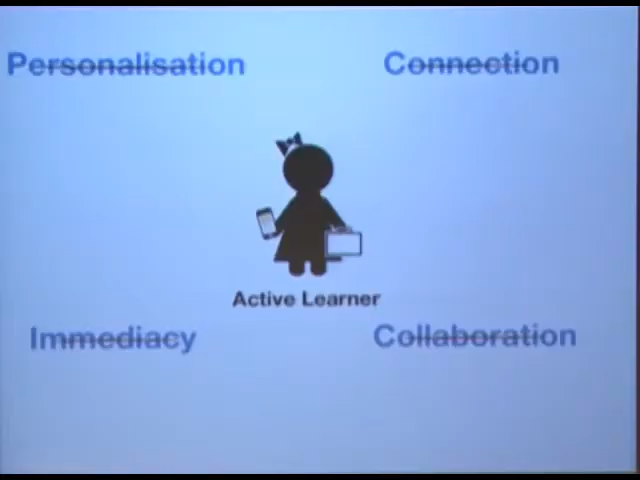 Personalisation
Connection
Active Learner
Immediacy
Collaboration